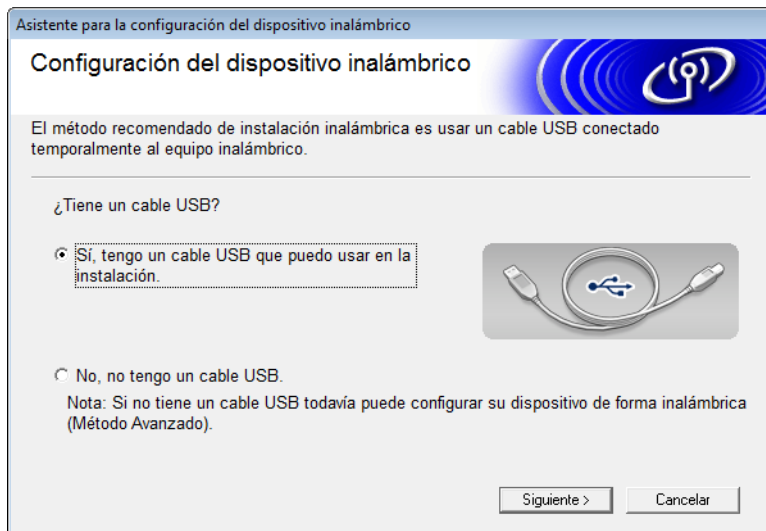 Asistente para la configuración del dispositivo inalámbrico
Configuración del dispositivo inalámbrico
El método recomendado de instalación inalámbrica es usar un cable USB conectado
temporalmente al equipo inalámbrico.
¿Tiene un cable USB?
Sí, tengo un cable USB que puedo usar en la
instalación.
No, no tengo un cable USB.
Nota: Si no tiene un cable USB todavía puede configurar su dispositivo de forma inalámbrica
(Método Avanzado).
Siguiente >
Cancelar